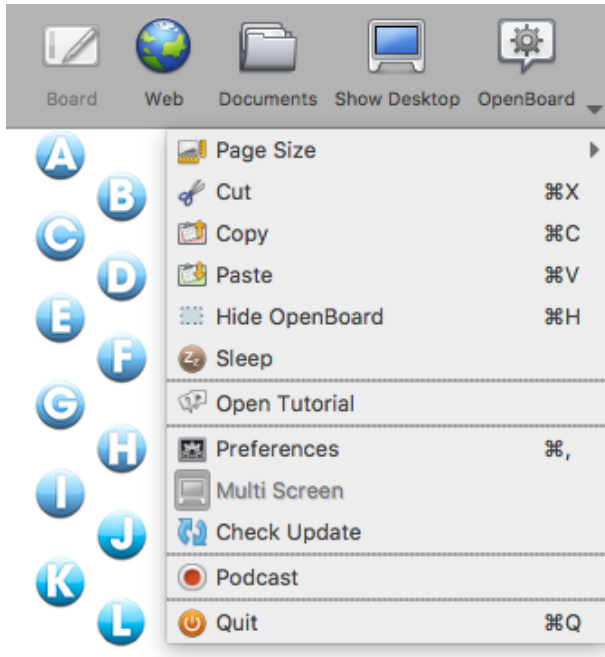 Board Web Documents Show Desktop OpenBoard
A Page Size
B Cut ⌘X
C Copy ⌘C
D Paste ⌘V
E Hide OpenBoard ⌘H
F Zz Sleep
G Open Tutorial
H Preferences ⌘,
I Multi Screen
J Check Update
K Podcast
L Quit ⌘Q